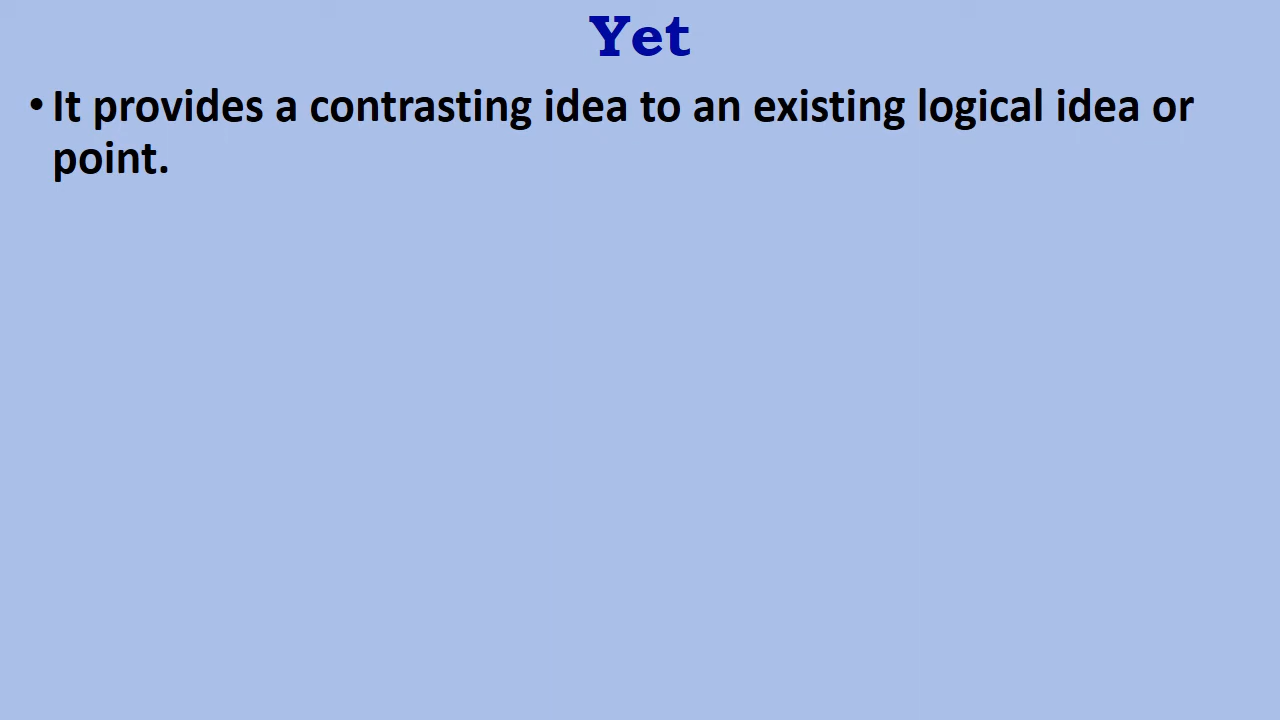 Yet
• It provides a contrasting idea to an existing logical idea or
point.